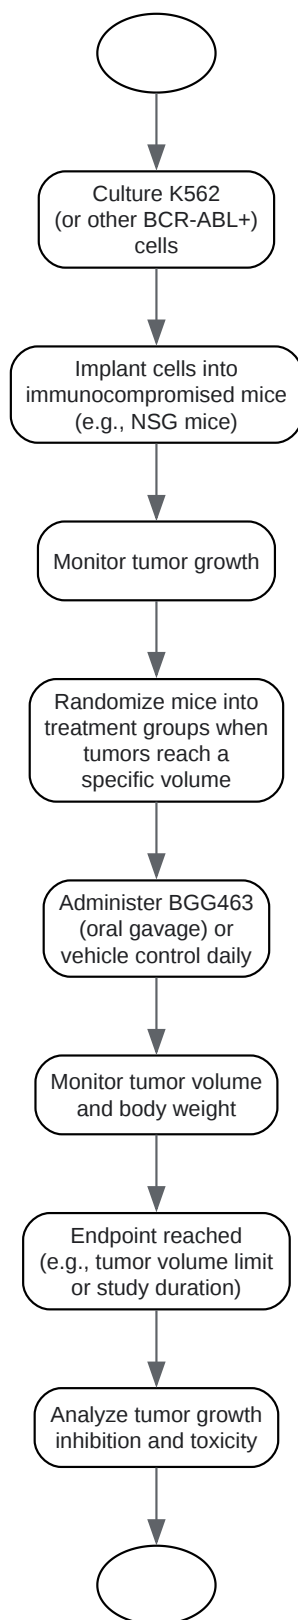 Culture K562
(or other BCR-ABL+)
cells
Implant cells into
immunocompromised mice
(e.g., NSG mice)
Monitor tumor growth
Randomize mice into
treatment groups when
tumors reach a
specific volume
Administer BGG463
(oral gavage) or
vehicle control daily
Monitor tumor volume
and body weight
Endpoint reached
(e.g., tumor volume limit
or study duration)
Analyze tumor growth
inhibition and toxicity